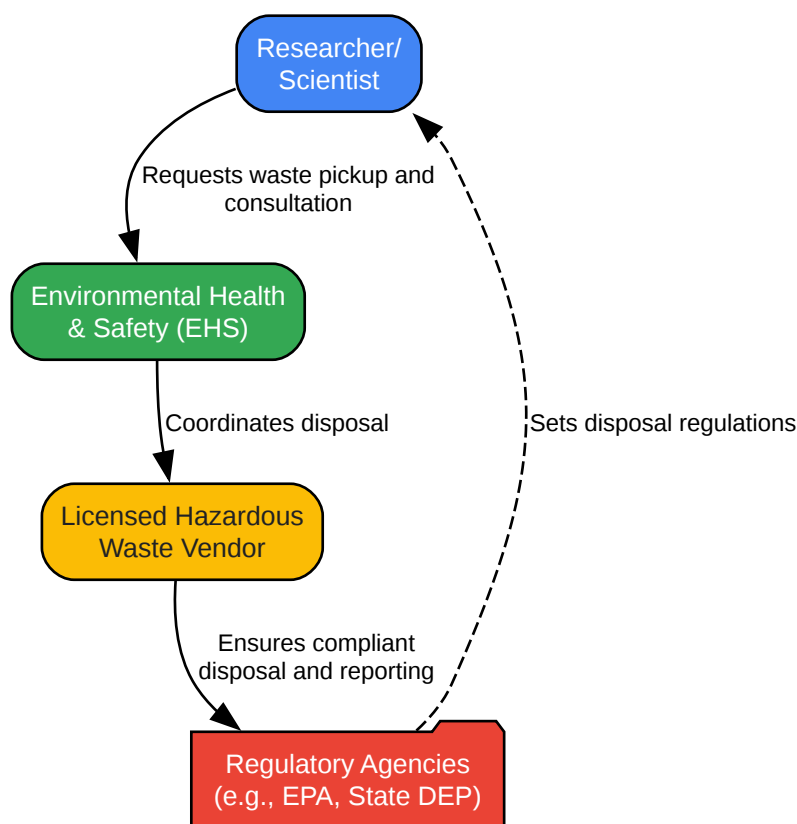 Researcher/
Scientist
Requests waste pickup and
consultation
Environmental Health
& Safety (EHS)
Coordinates disposal
Sets disposal regulations
Licensed Hazardous
Waste Vendor
Ensures compliant
disposal and reporting
Regulatory Agencies
(e.g., EPA, State DEP)